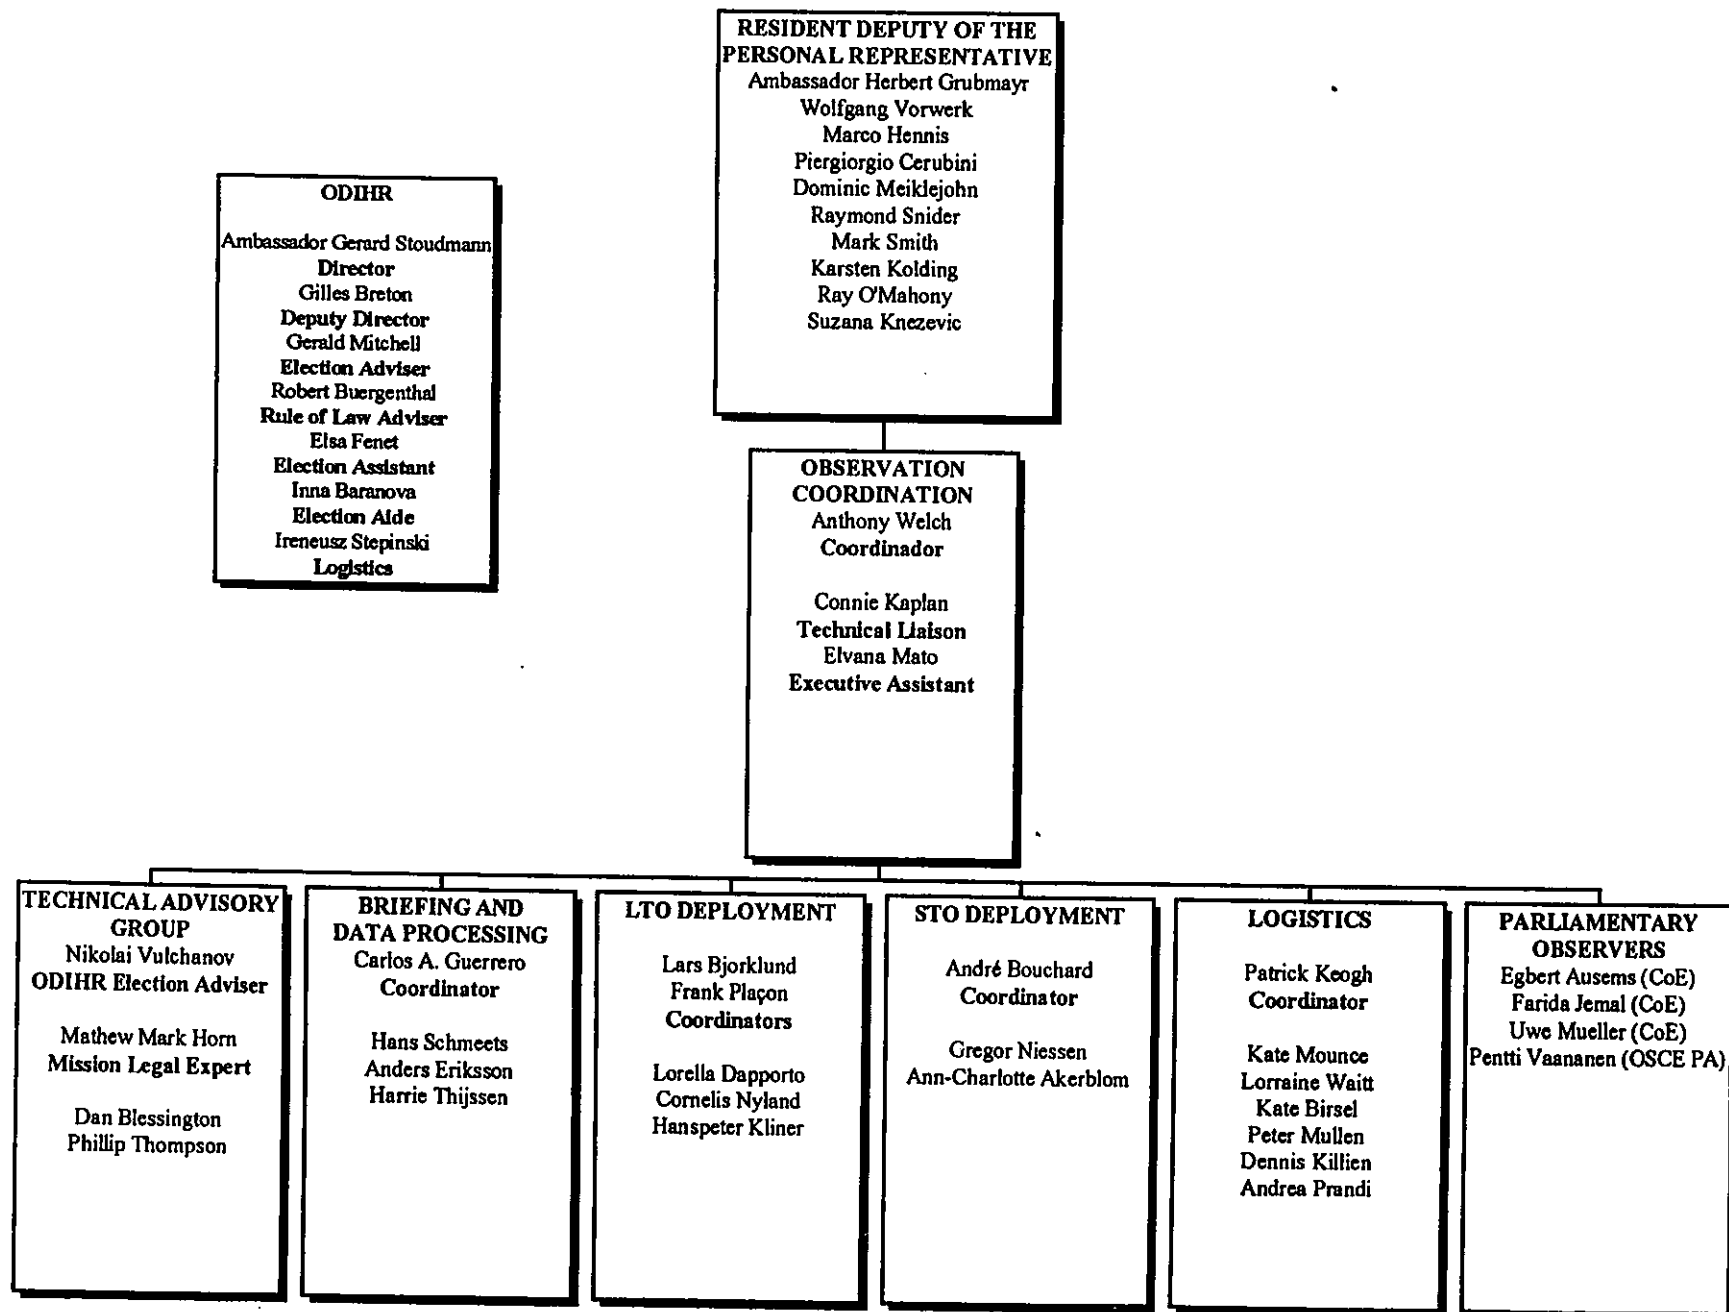 RESIDENT DEPUTY OF THE
PERSONAL REPRESENTATIVE
Ambassador Herbert Grubmayr
Wolfgang Vorwerk
Marco Hennis
Piergiorgio Cerubini
Dominic Meiklejohn
Raymond Snider
Mark Smith
Karsten Kolding
Ray O'Mahony
Suzana Knezevic
ODIHR
Ambassador Gerard Stoudmann
Director
Gilles Breton
Deputy Director
Gerald Mitchell
Election Adviser
Robert Buergenthal
Rule of Law Adviser
Elsa Fenet
Election Assistant
Inna Baranova
Election Aide
Ireneusz Stepinski
Logistics
OBSERVATION
COORDINATION
Anthony Welch
Coordinador
Connie Kaplan
Technical Liaison
Elvana Mato
Executive Assistant
TECHNICAL ADVISORY
GROUP
Nikolai Vulchanov
ODIHR Election Adviser
Mathew Mark Horn
Mission Legal Expert
Dan Blessington
Phillip Thompson
BRIEFING AND
DATA PROCESSING
Carlos A. Guerrero
Coordinator
Hans Schmeets
Anders Eriksson
Harrie Thijssen
LTO DEPLOYMENT
Lars Bjorklund
Frank Plaçon
Coordinators
Lorella Dapporto
Cornelis Nyland
Hanspeter Kliner
STO DEPLOYMENT
André Bouchard
Coordinator
Gregor Niessen
Ann-Charlotte Akerblom
LOGISTICS
Patrick Keogh
Coordinator
Kate Mounce
Lorraine Waitt
Kate Birsel
Peter Mullen
Dennis Killien
Andrea Prandi
PARLIAMENTARY
OBSERVERS
Egbert Ausems (CoE)
Farida Jemal (CoE)
Uwe Mueller (CoE)
Pentti Vaananen (OSCE PA)